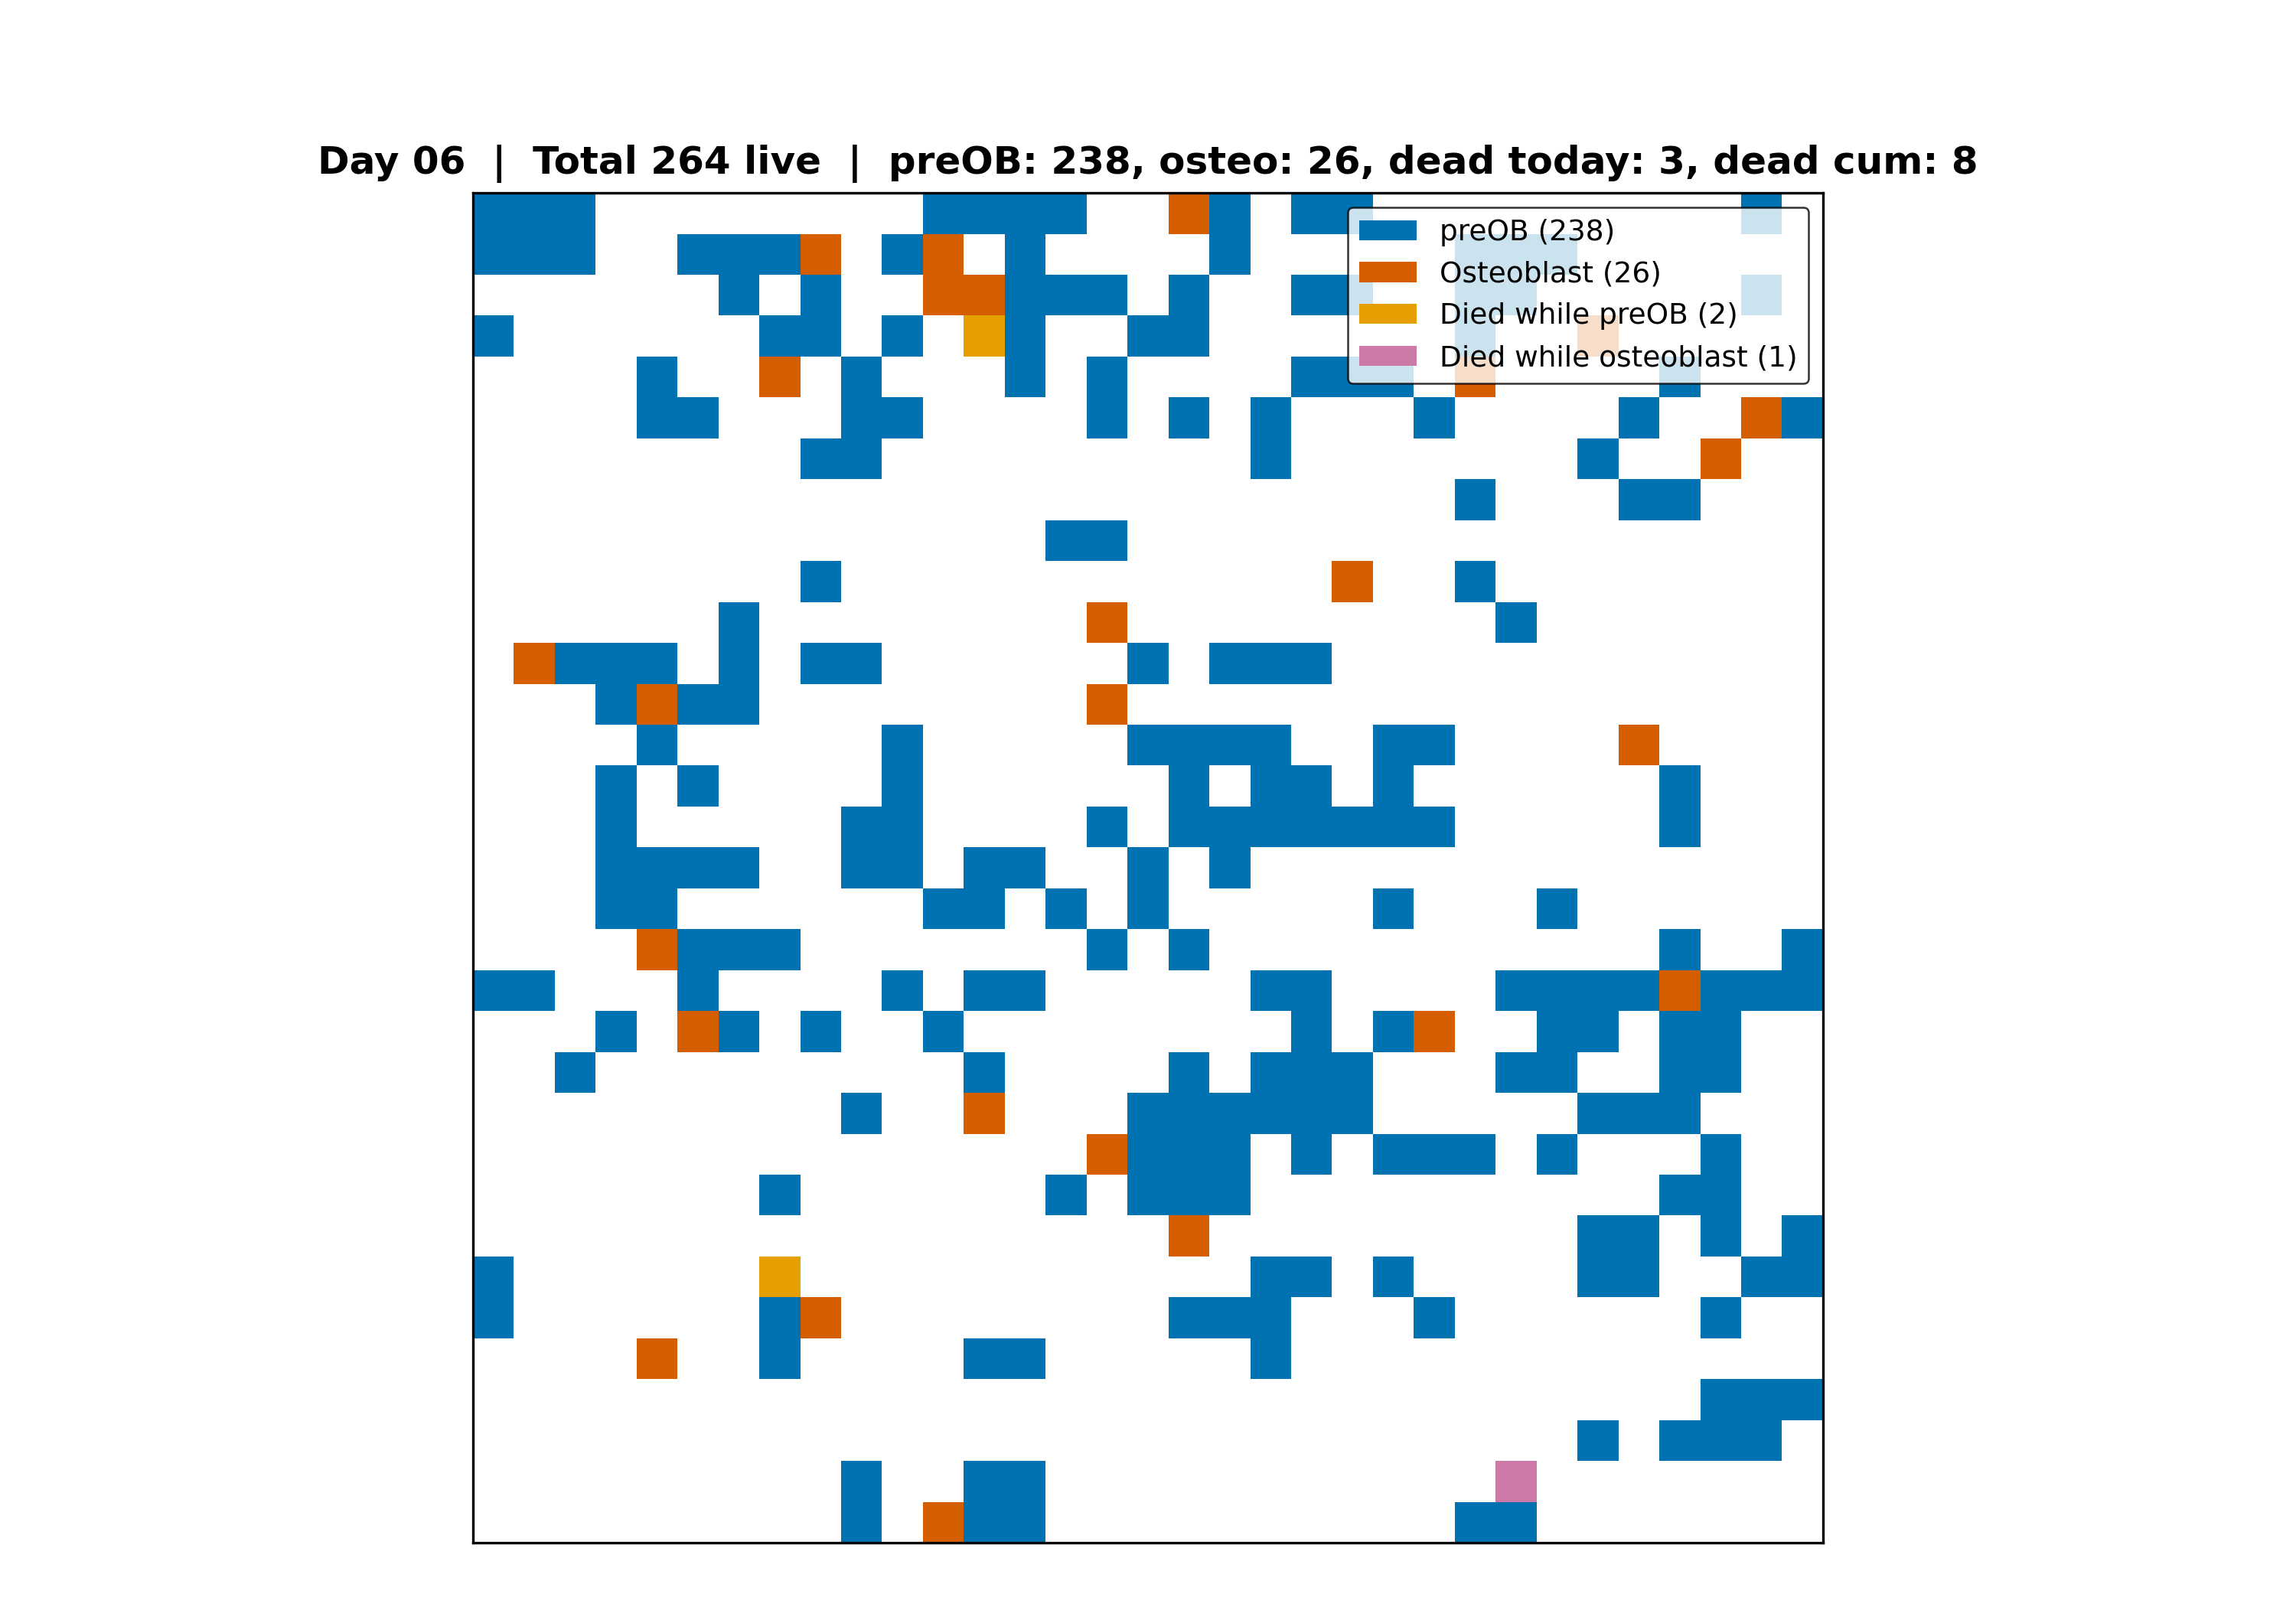 Day 06 | Total 264 live | preOB: 238, osteo: 26, dead today: 3, dead cum: 8
preOB (238)
Osteoblast (26)
Died while preOB (2)
Died while osteoblast (1)